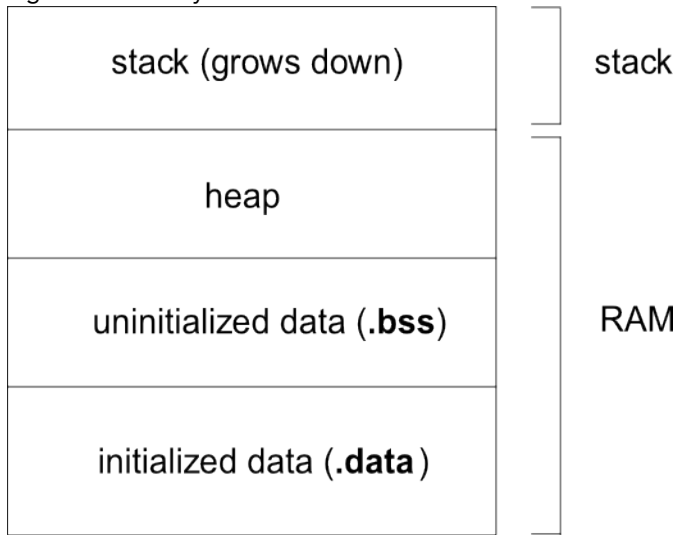 stack (grows down)
stack
heap
uninitialized data (.bss)
RAM
initialized data (.data)